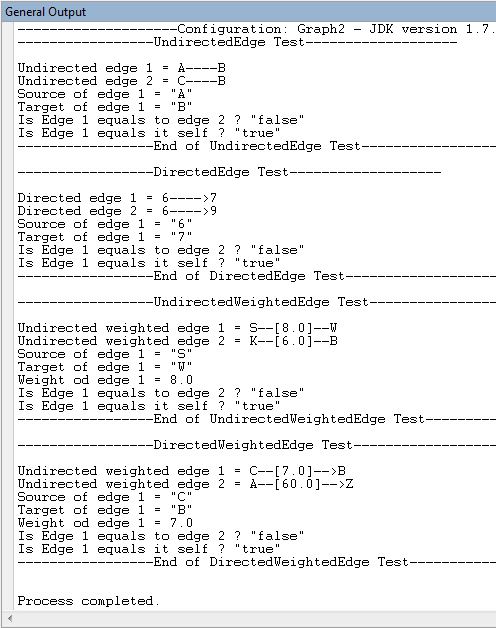 General Output
--------------------Configuration: Graph2 - JDK version 1.7.
-----------------UndirectedEdge Test-------------------
Undirected edge 1 = A----B
Undirected edge 2 = C----B
Source of edge 1 = "A"
Target of edge 1 = "B"
Is Edge 1 equals to edge 2 ? "false"
Is Edge 1 equals it self ? "true"
-----------------End of UndirectedEdge Test-----------------
-----------------DirectedEdge Test-------------------
Directed edge 1 = 6---->7
Directed edge 2 = 6---->9
Source of edge 1 = "6"
Target of edge 1 = "7"
Is Edge 1 equals to edge 2 ? "false"
Is Edge 1 equals it self ? "true"
-----------------End of DirectedEdge Test-------------------
-----------------UndirectedWeightedEdge Test----------------
Undirected weighted edge 1 = S--[8.0]--W
Undirected weighted edge 2 = K--[6.0]--B
Source of edge 1 = "S"
Target of edge 1 = "W"
Weight od edge 1 = 8.0
Is Edge 1 equals to edge 2 ? "false"
Is Edge 1 equals it self ? "true"
-----------------End of UndirectedWeightedEdge Test---------
-----------------DirectedWeightedEdge Test------------------
Undirected weighted edge 1 = C--[7.0]-->B
Undirected weighted edge 2 = A--[60.0]-->Z
Source of edge 1 = "C"
Target of edge 1 = "B"
Weight od edge 1 = 7.0
Is Edge 1 equals to edge 2 ? "false"
Is Edge 1 equals it self ? "true"
-----------------End of DirectedWeightedEdge Test-----------
Process completed.